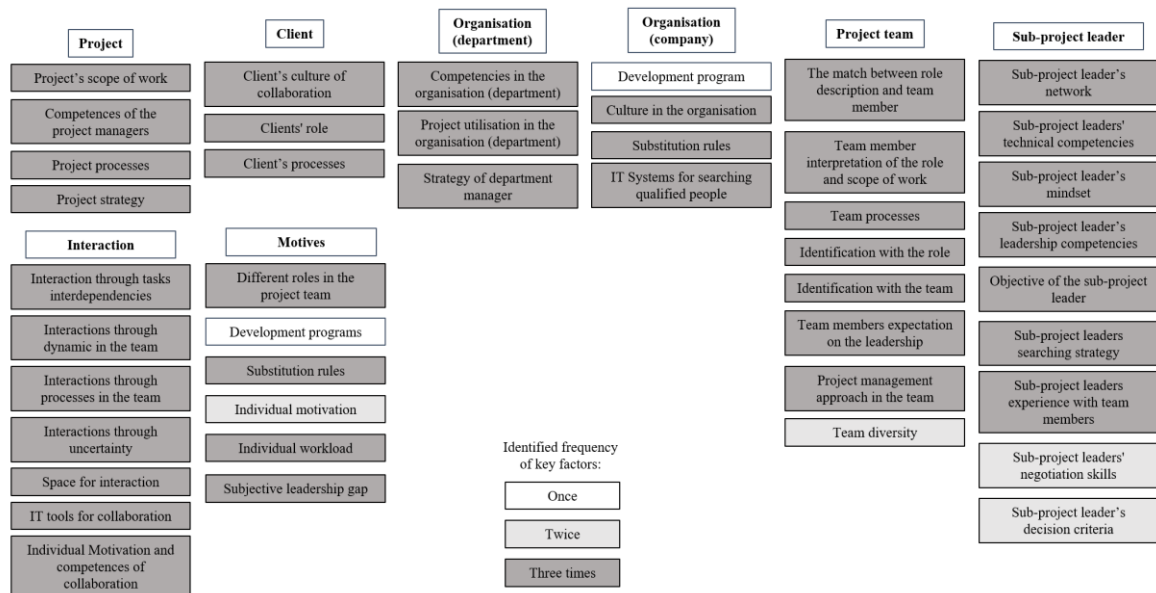 Project
Project's scope of work
Competences of the
project managers
Project processes
Project strategy
Client
Client's culture of
collaboration
Clients' role
Client's processes
Organisation
(department)
Competencies in the
organisation (department)
Project utilisation in the
organisation (department)
Strategy of department
manager
Organisation
(company)
Development program
Culture in the organisation
Substitution rules
IT Systems for searching
qualified people
Project team
The match between role
description and team
member
Team member
interpretation of the role
and scope of work
Team processes
Identification with the role
Identification with the team
Team members expectation
on the leadership
Project management
approach in the team
Team diversity
Sub-project leader
Sub-project leader's
network
Sub-project leaders'
technical competencies
Sub-project leader's
mindset
Sub-project leader's
leadership competencies
Objective of the sub-project
leader
Sub-project leaders
searching strategy
Sub-project leaders
experience with team
members
Sub-project leaders'
negotiation skills
Sub-project leader's
decision criteria
Interaction
Interaction through tasks
interdependencies
Interactions through
dynamic in the team
Interactions through
processes in the team
Interactions through
uncertainty
Space for interaction
IT tools for collaboration
Individual Motivation and
competences of
collaboration
Motives
Different roles in the
project team
Development programs
Substitution rules
Individual motivation
Individual workload
Subjective leadership gap
Identified frequency
of key factors:
Once
Twice
Three times